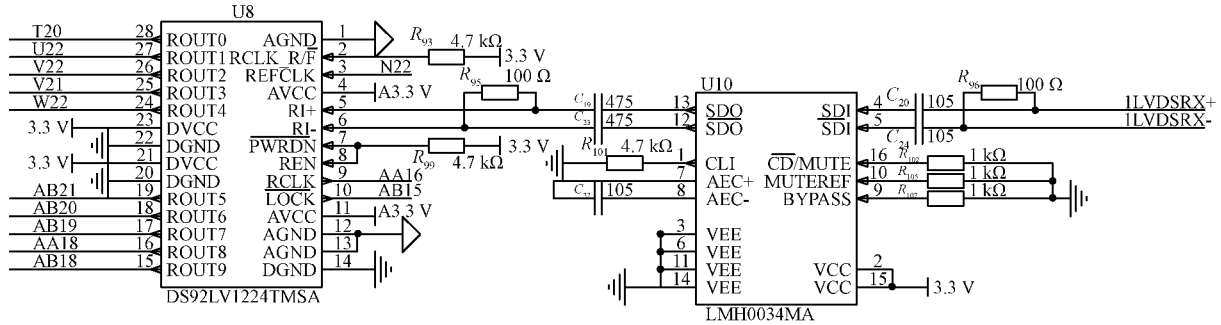 U8
T20 28 ROUT0 AGND 1
U22 27 ROUT1 RCLK_R/F 2 R93 4.7 kΩ 3.3 V
V22 26 ROUT2 REFCLK 3 N22
V21 25 ROUT3 AVCC 4 A3.3 V
W22 24 ROUT4 RI+ 5
3.3 V 23 DVCC RI- 6
22 DGND PWRDN 7 3.3 V
3.3 V 21 DVCC REN 8 R99 4.7 kΩ
20 DGND RCLK 9 AA16
AB21 19 ROUT5 LOCK 10 AB15
AB20 18 ROUT6 AVCC 11 A3.3 V
AB19 17 ROUT7 AGND 12
AA18 16 ROUT8 AGND 13
AB18 15 ROUT9 DGND 14
DS92LV1224TMSA
R95 100 Ω
C19 475
C23 475
U10
13 SDO SDI 4 C20 105 R96 100 Ω 1LVDSRX+
12 SDO SDI 5 C24 105 1LVDSRX-
R101 4.7 kΩ 1 CLI CD/MUTE 16 R102 1 kΩ
7 AEC+ MUTEREF 10 R105 1 kΩ
C22 105 8 AEC- BYPASS 9 R107 1 kΩ
3 VEE
6 VEE
11 VEE VCC 2
14 VEE VCC 15 3.3 V
LMH0034MA